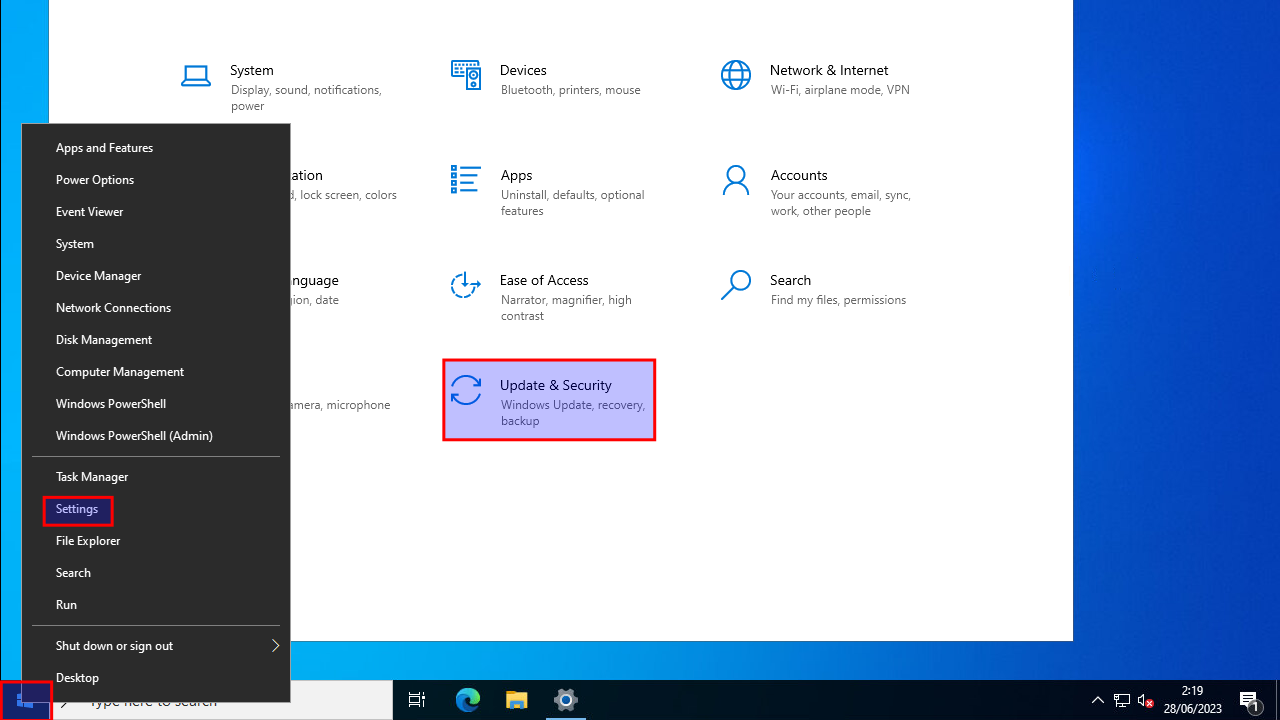 System
Display, sound, notifications,
power
Devices
Bluetooth, printers, mouse
Network & Internet
Wi-Fi, airplane mode, VPN
Apps and Features
Power Options
Event Viewer
System
Device Manager
Network Connections
Disk Management
Computer Management
Windows PowerShell
Windows PowerShell (Admin)
Task Manager
Settings
File Explorer
Search
Run
Shut down or sign out
Desktop
ation
d, lock screen, colors
Apps
Uninstall, defaults, optional
features
Accounts
Your accounts, email, sync,
work, other people
nguage
gion, date
Ease of Access
Narrator, magnifier, high
contrast
Search
Find my files, permissions
amera, microphone
Update & Security
Windows Update, recovery,
backup
Type here to search
2:19
28/06/2023
1